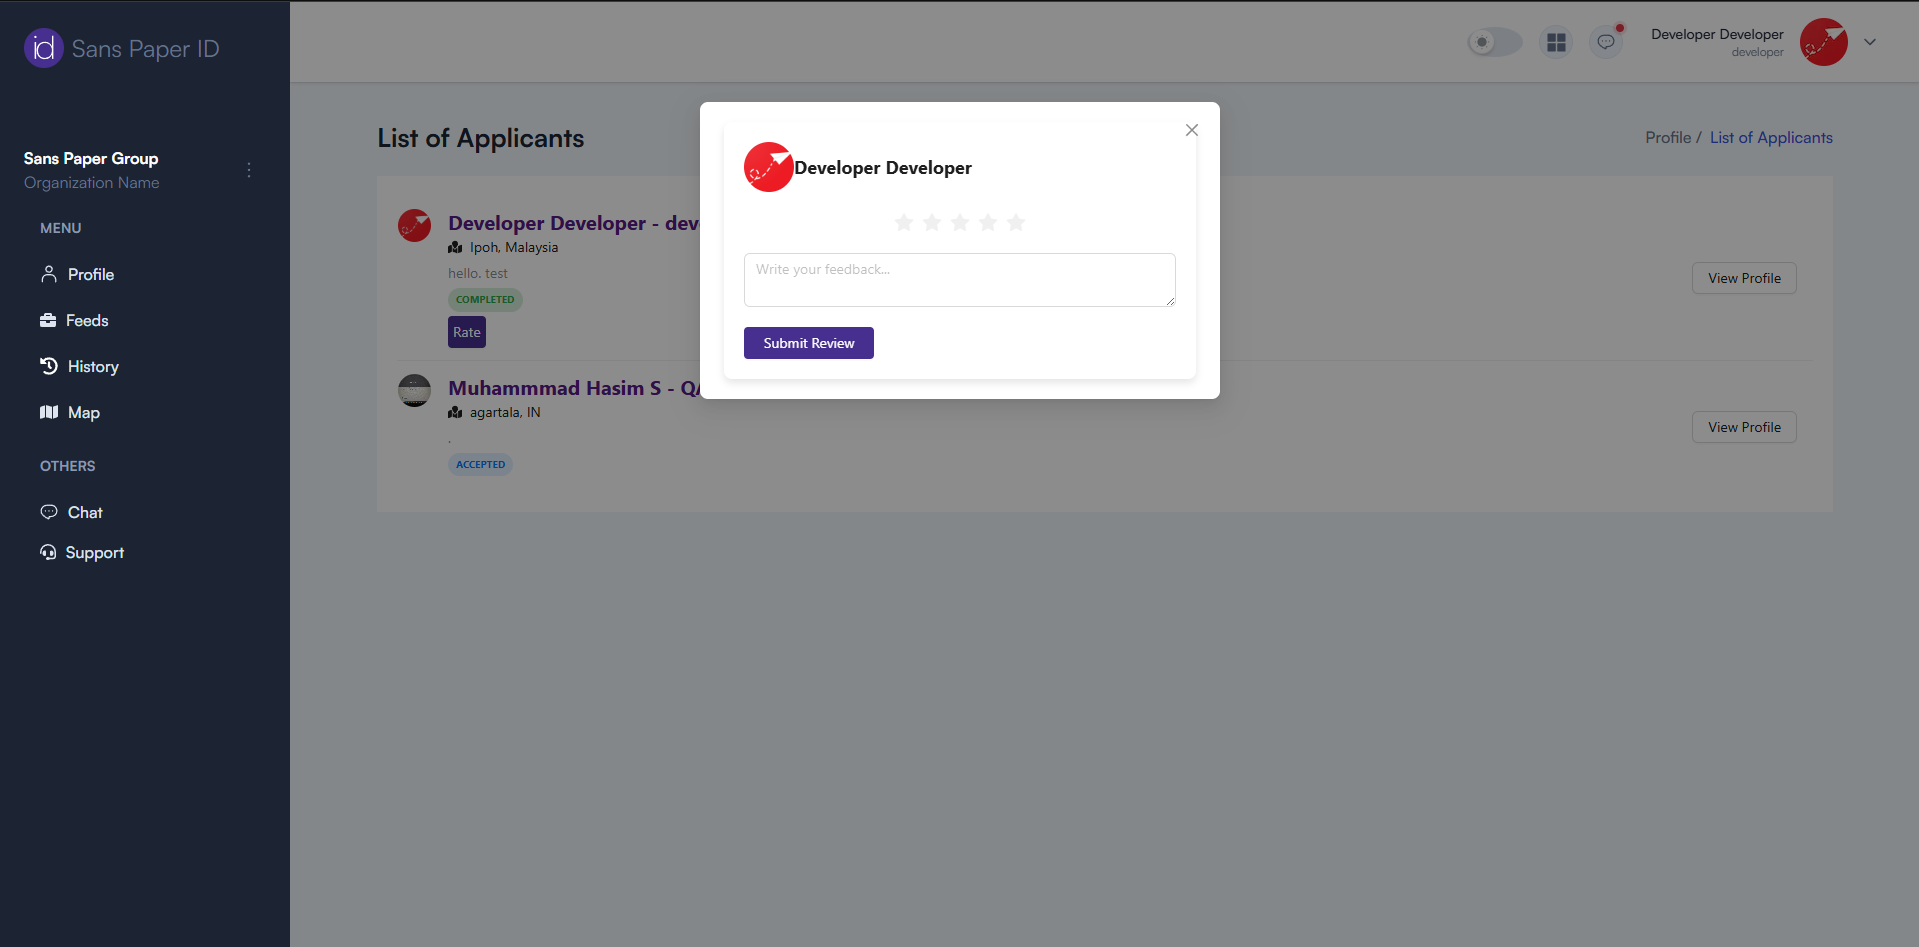 id Sans Paper ID
Developer Developer
developer
Sans Paper Group
Organization Name
MENU
Profile
Feeds
History
Map
OTHERS
Chat
Support
List of Applicants
Profile / List of Applicants
Developer Developer - dev
Ipoh, Malaysia
hello. test
COMPLETED
Rate
View Profile
Muhammmad Hasim S - QA
agartala, IN
.
ACCEPTED
View Profile
Developer Developer
Write your feedback...
Submit Review